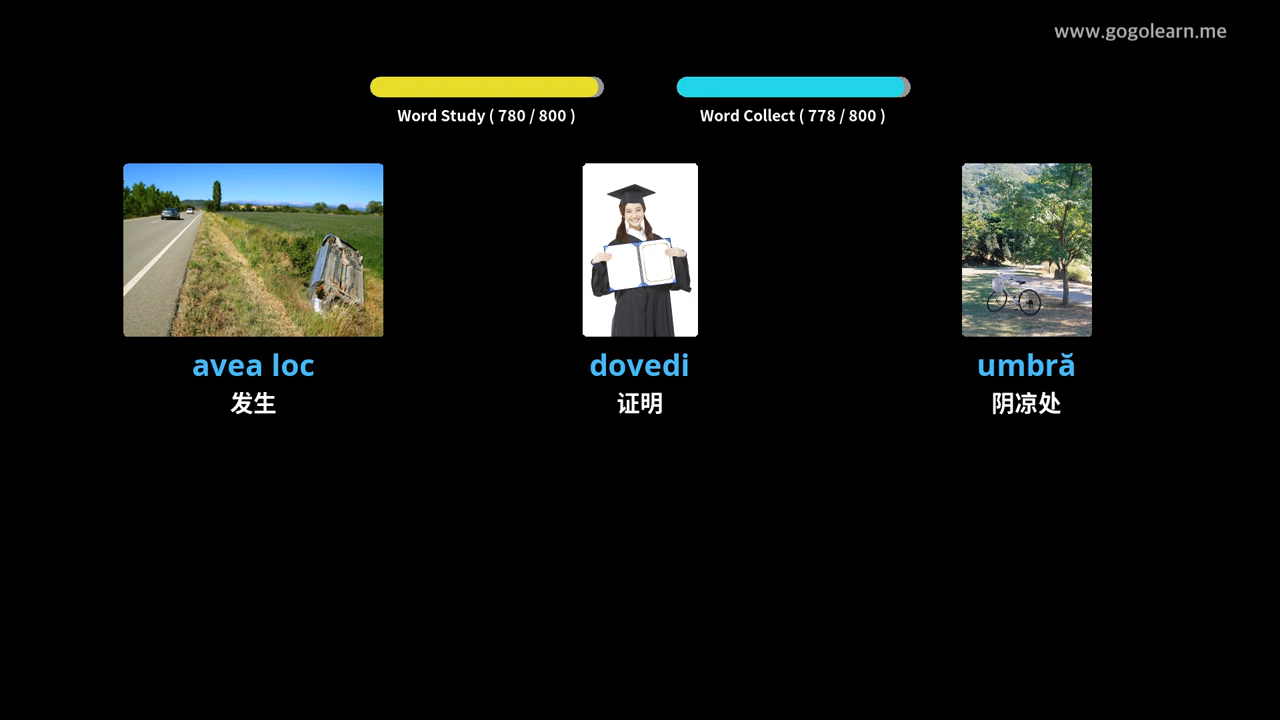 www.gogolearn.me
Word Study ( 780 / 800 )
Word Collect ( 778 / 800 )
avea loc
发生
dovedi
证明
umbră
阴凉处